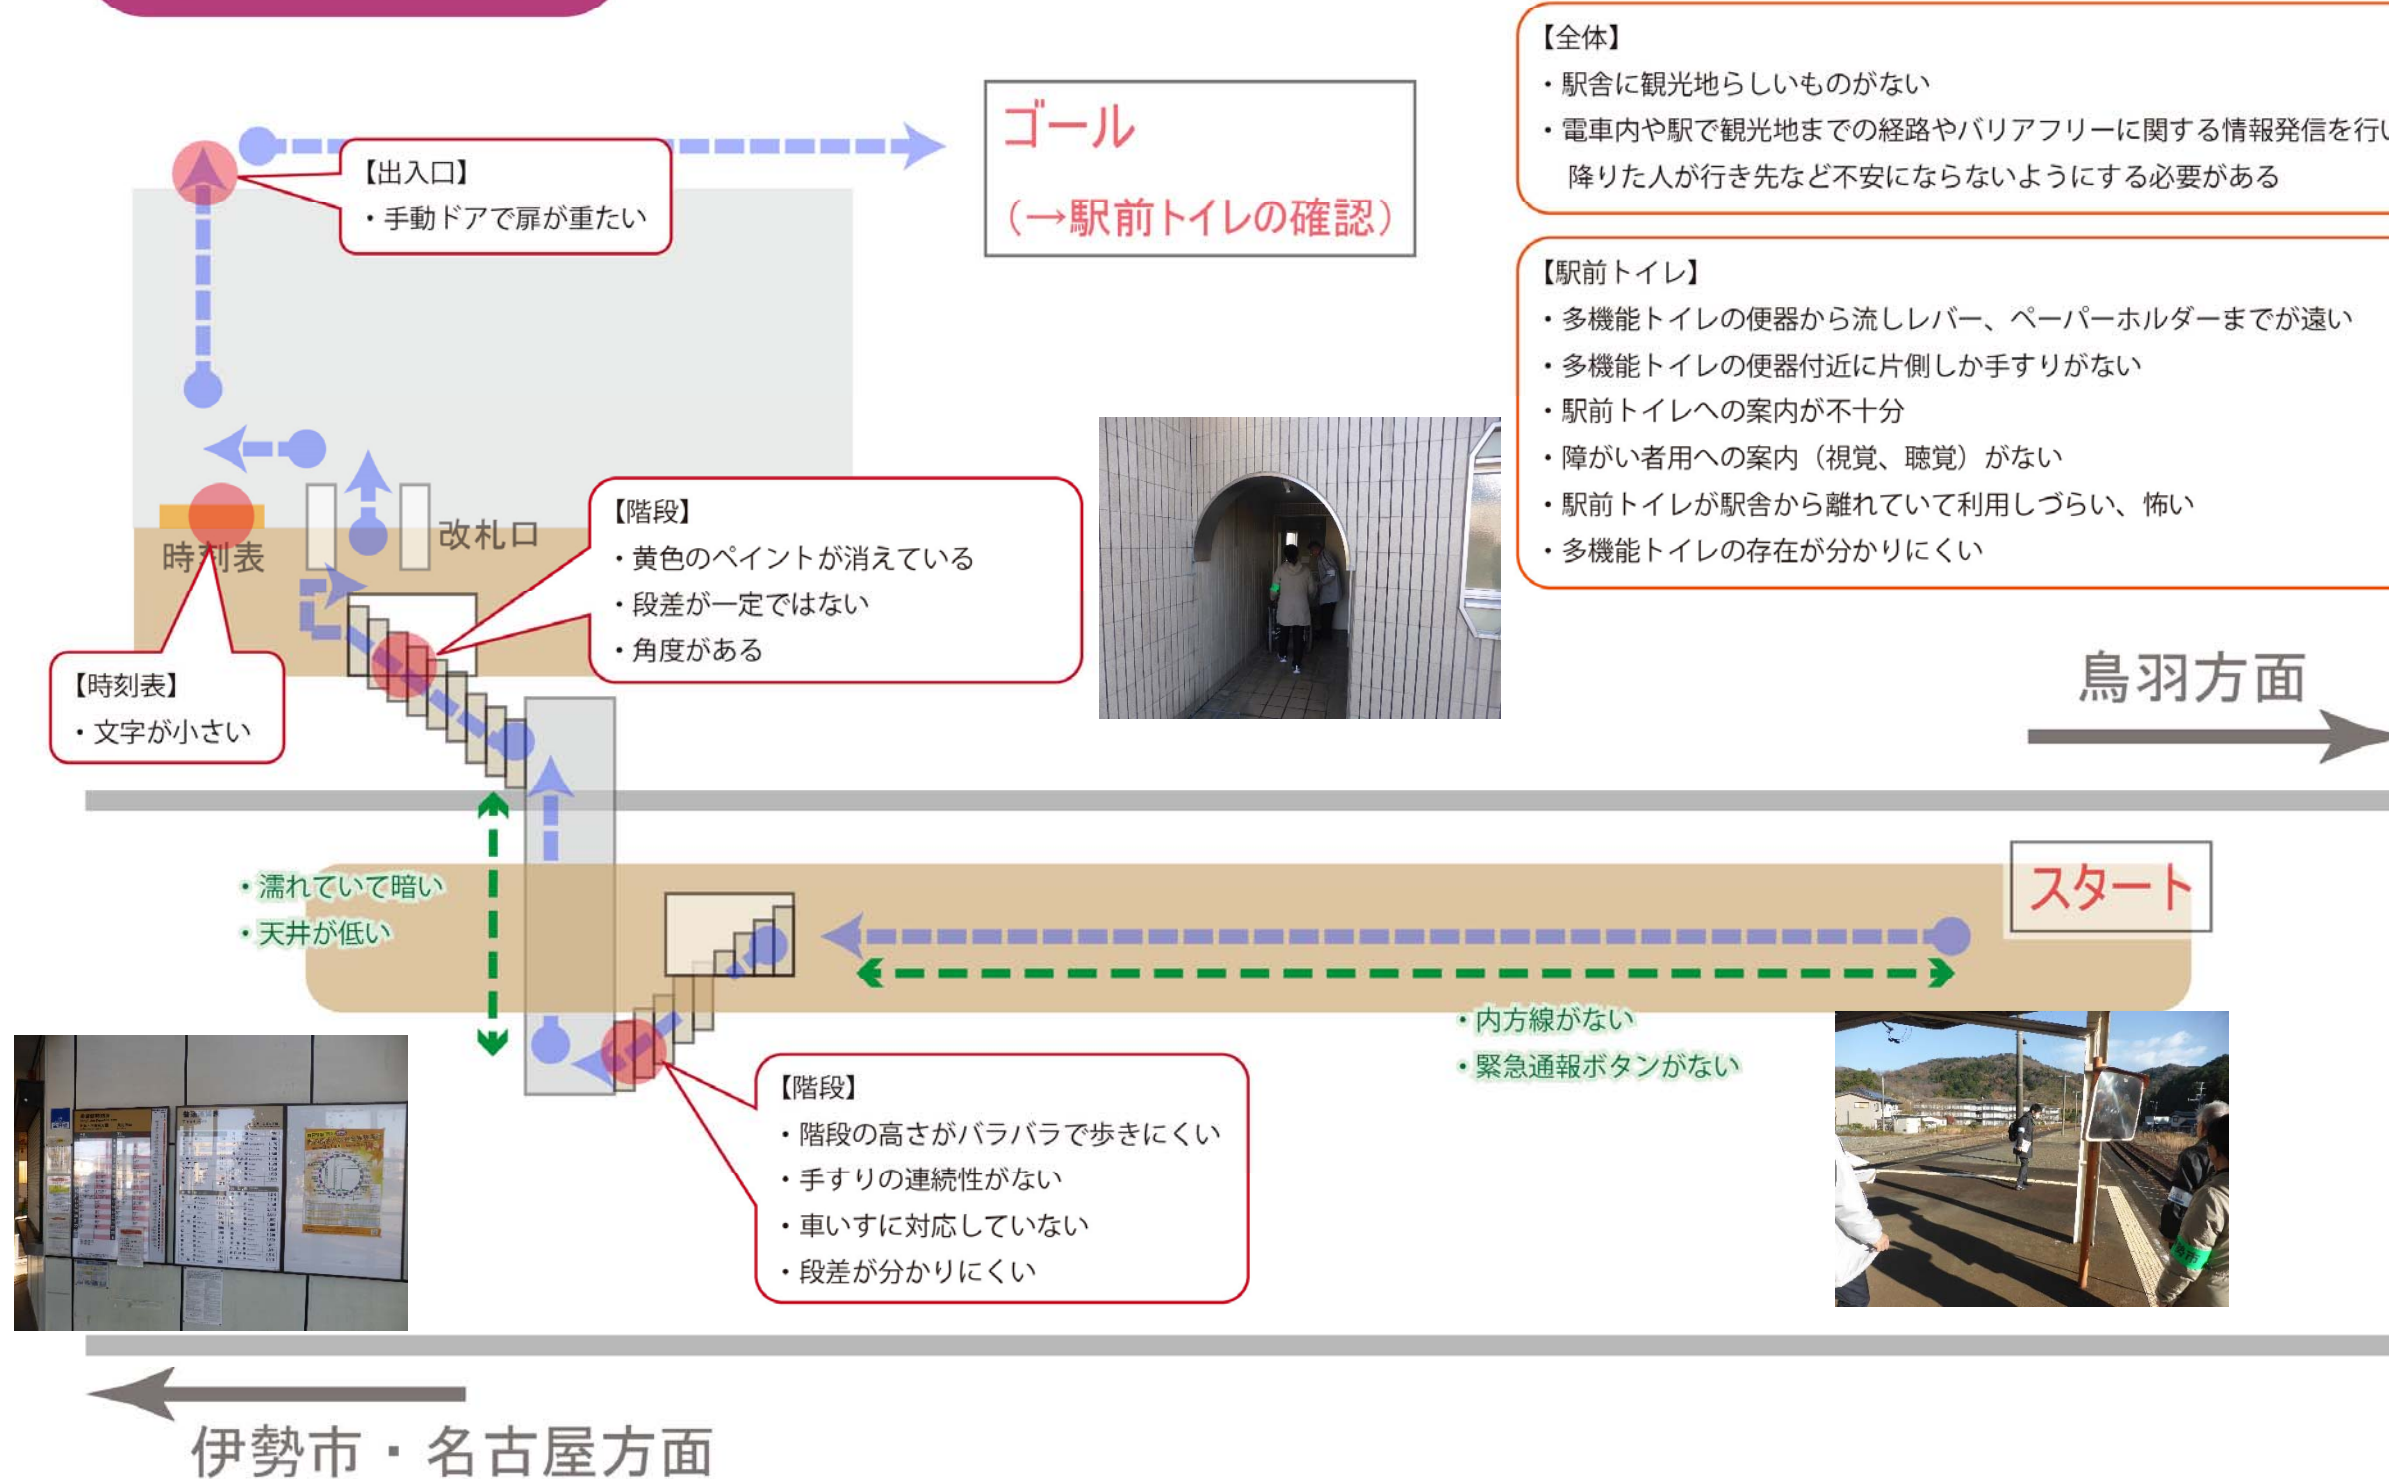 【全体】
・駅舎に観光地らしいものがない
・電車内や駅で観光地までの経路やバリアフリーに関する情報発信を行い
降りた人が行き先など不安にならないようにする必要がある
ゴール
(→駅前トイレの確認)
【出入口】
・手動ドアで扉が重たい
【駅前トイレ】
・多機能トイレの便器から流しレバー、ペーパーホルダーまでが遠い
・多機能トイレの便器付近に片側しか手すりがない
・駅前トイレへの案内が不十分
・障がい者用への案内（視覚、聴覚）がない
・駅前トイレが駅舎から離れていて利用しづらい、怖い
・多機能トイレの存在が分かりにくい
改札口
時刻表
【階段】
・黄色のペイントが消えている
・段差が一定ではない
・角度がある
【時刻表】
・文字が小さい
鳥羽方面
スタート
・濡れていて暗い
・天井が低い
・内方線がない
・緊急通報ボタンがない
【階段】
・階段の高さがバラバラで歩きにくい
・手すりの連続性がない
・車いすに対応していない
・段差が分かりにくい
伊勢市・名古屋方面